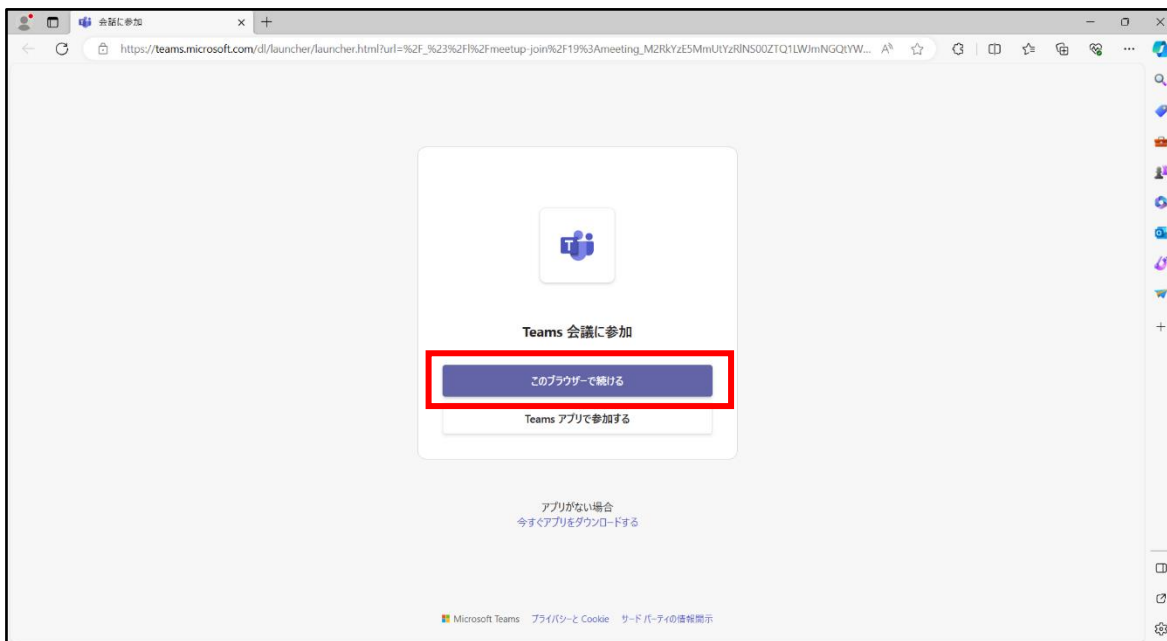 会議に参加
https://teams.microsoft.com/dl/launcher/launcher.html?url=%2F_%23%2Fl%2Fmeetup-join%2F19%3Ameeting_M2RkYzE5MmUtYzRlNS00ZTQ1LWJmNGQtYW...
Teams 会議に参加
このブラウザーで続ける
Teams アプリで参加する
アプリがない場合
今すぐアプリをダウンロードする
Microsoft Teams プライバシーと Cookie サード パーティの情報開示